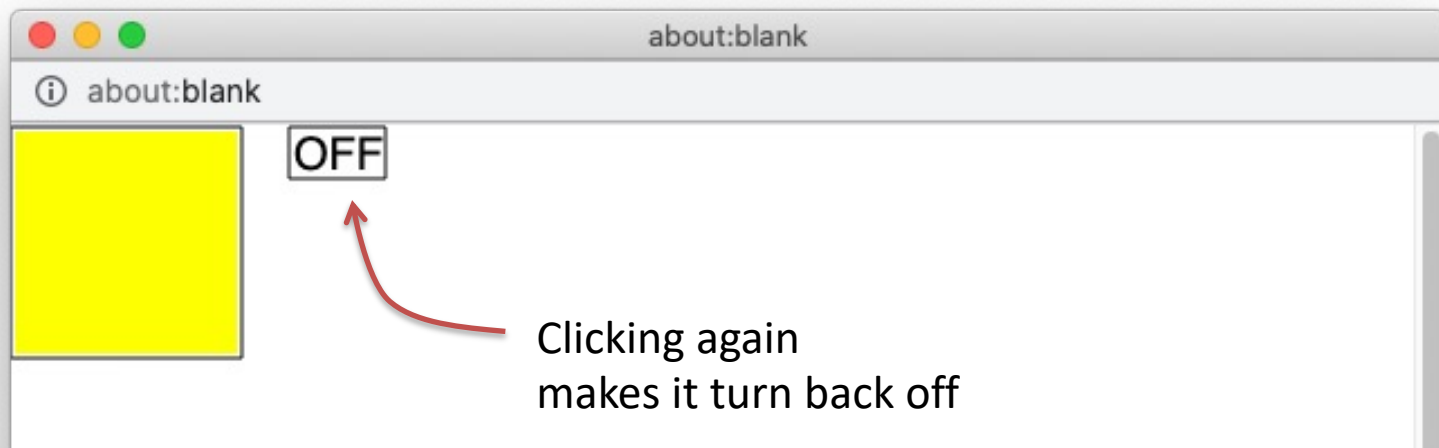 about:blank
about:blank
OFF
Clicking again
makes it turn back off